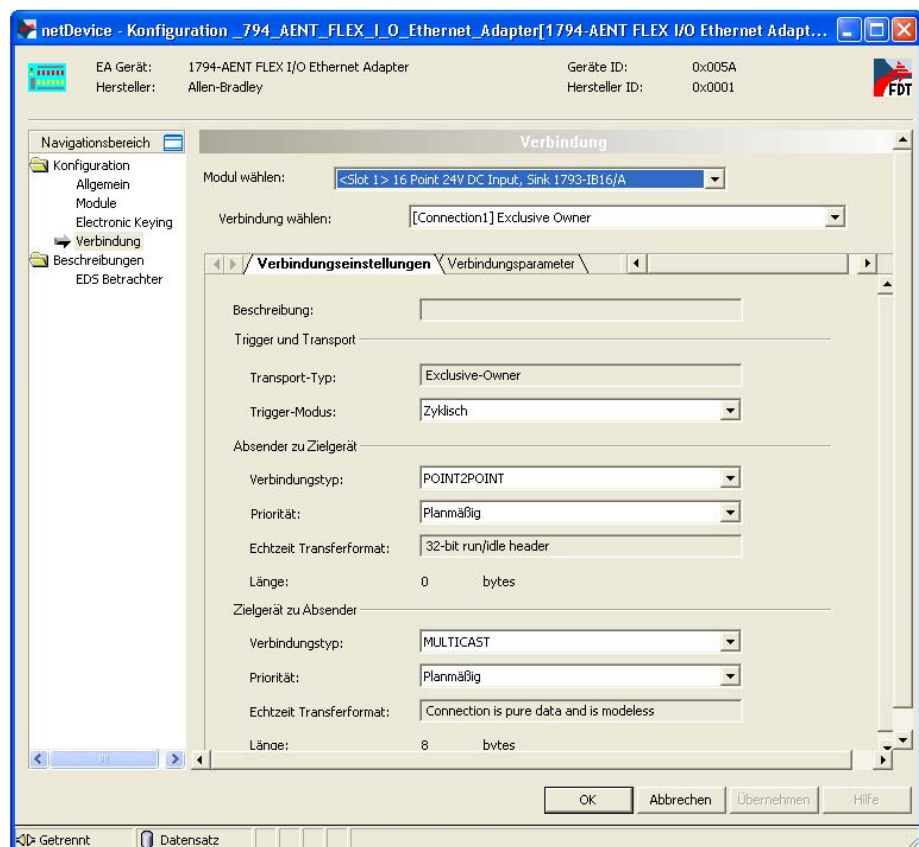 netDevice - Konfiguration _794_AENT_FLEX_I_O_Ethernet_Adapter[1794-AENT FLEX I/O Ethernet Adapt...
EA Gerät: 1794-AENT FLEX I/O Ethernet Adapter Geräte ID: 0x005A
Hersteller: Allen-Bradley Hersteller ID: 0x0001
FDT
Navigationsbereich
Konfiguration
Allgemein
Module
Electronic Keying
Verbindung
Beschreibungen
EDS Betrachter
Verbindung
Modul wählen: <Slot 1> 16 Point 24V DC Input, Sink 1793-IB16/A
Verbindung wählen: [Connection1] Exclusive Owner
Verbindungseinstellungen Verbindungsparameter
Beschreibung:
Trigger und Transport
Transport-Typ: Exclusive-Owner
Trigger-Modus: Zyklisch
Absender zu Zielgerät
Verbindungstyp: POINT2POINT
Priorität: Planmäßig
Echtzeit Transferformat: 32-bit run/idle header
Länge: 0 bytes
Zielgerät zu Absender
Verbindungstyp: MULTICAST
Priorität: Planmäßig
Echtzeit Transferformat: Connection is pure data and is modeless
Länge: 8 bytes
OK Abbrechen Übernehmen Hilfe
Getrennt Datensatz